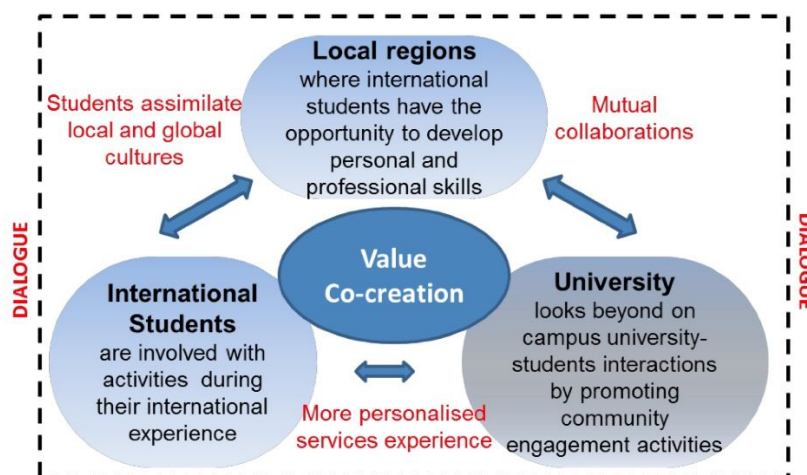 Local regions
where international
students have the
opportunity to develop
personal and
professional skills
Students assimilate
local and global
cultures
Mutual
collaborations
DIALOGUE
DIALOGUE
Value
Co-creation
International
Students
are involved with
activities during
their international
experience
University
looks beyond on
campus university-
students interactions
by promoting
community
engagement activities
More personalised
services experience